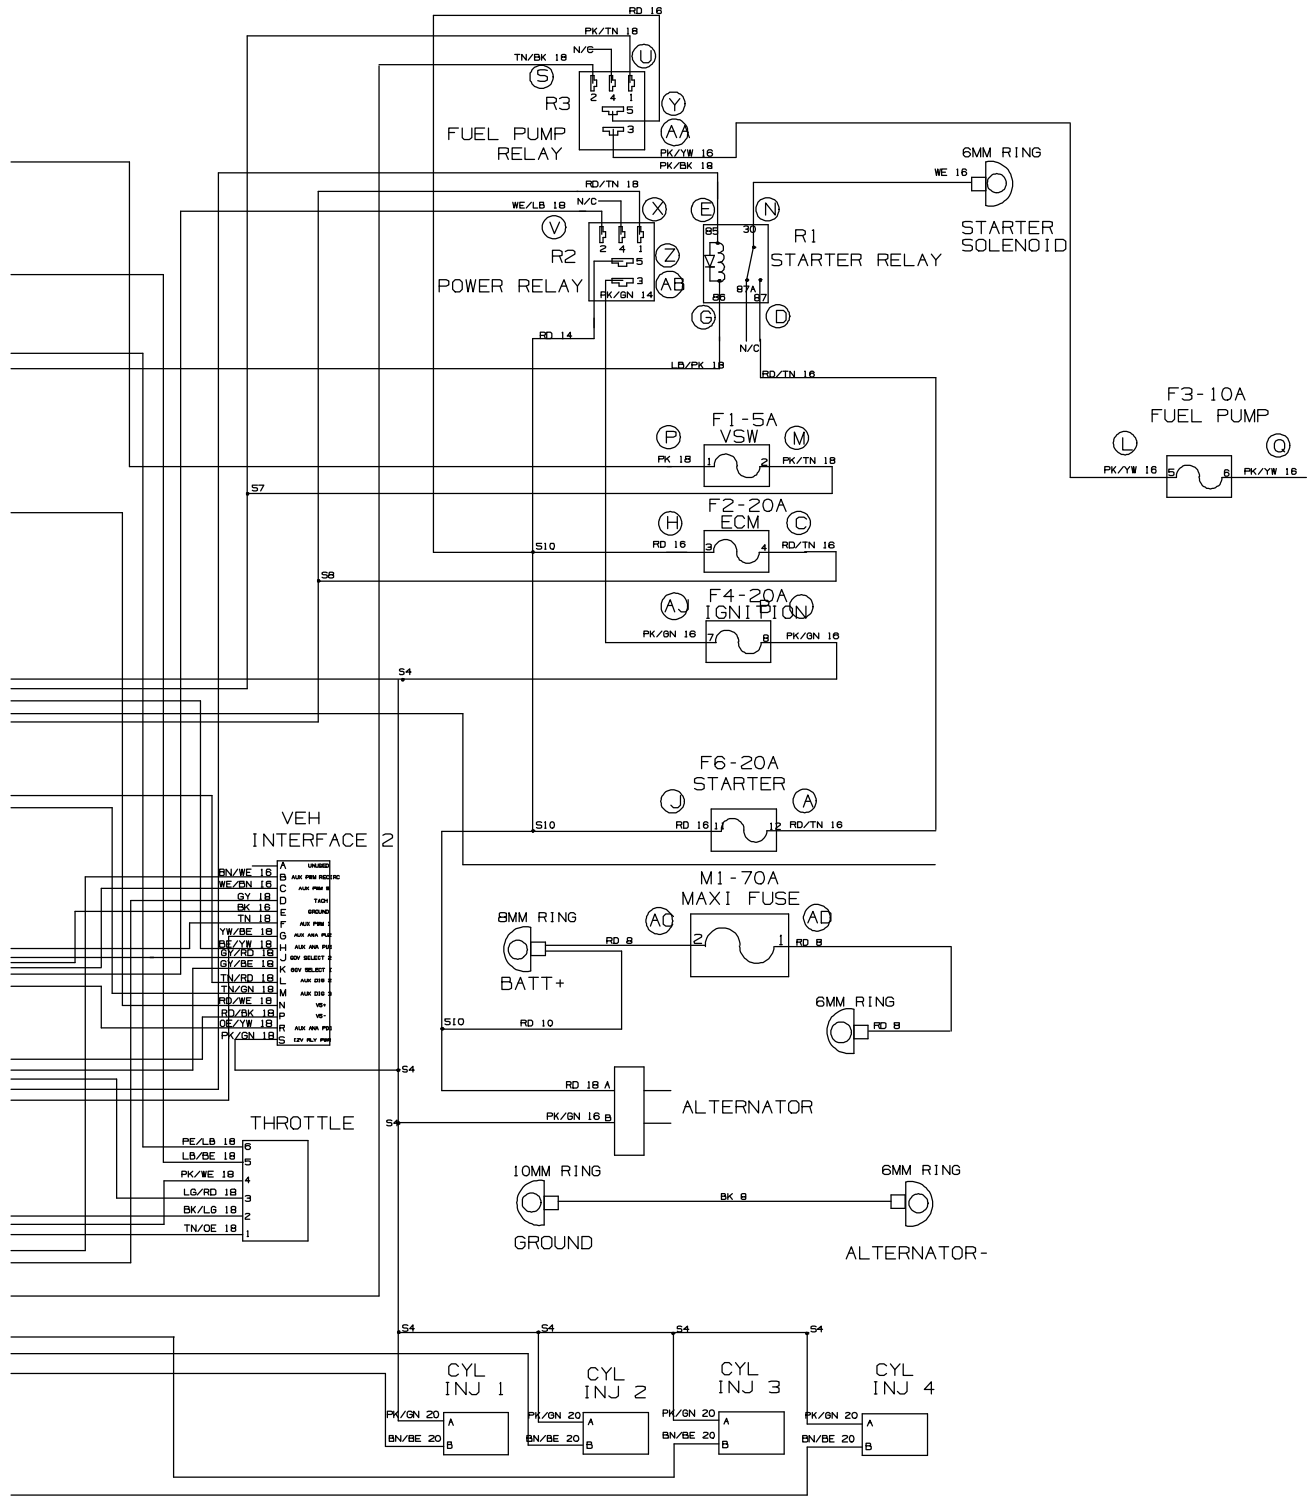 RD 16
PK/TN 18
N/C
U
TN/BK 18
S
2 4 1
R3
5
Y
3
AA
FUEL PUMP
RELAY
PK/YW 16
PK/BK 18
6MM RING
WE 16
RD/TN 18
N/C
WE/LB 18
X
E
N
V
STARTER
SOLENOID
85
30
R1
2 4 1
R2
5
Z
STARTER RELAY
POWER RELAY
3
AB
PK/GN 14
87A
86
87
G
D
RD 14
N/C
LB/PK 18
RD/TN 16
F3-10A
FUEL PUMP
F1-5A
VSW
P
M
L
Q
PK 18
1
2
PK/TN 18
PK/YW 16
5
6
PK/YW 16
S7
F2-20A
ECM
H
C
S10
RD 16
3
4
RD/TN 16
S8
F4-20A
IGNITION
AJ
B
PK/GN 16
7
8
PK/GN 16
S4
F6-20A
STARTER
J
A
S10
RD 16
11
12
RD/TN 16
VEH
INTERFACE 2
A UNUSED
BN/WE 16 B AUX PWM RECIRC
WE/BN 16 C
GY 18 D TACH
BK 16 E GROUND
TN 18 F AUX PWM 1
YW/BE 18 G
BE/YW 18 H
GY/RD 18 J GOV SELECT 2
GY/BE 18 K GOV SELECT 1
TN/RD 18 L AUX DIG 2
TN/GN 18 M AUX DIG 3
RD/WE 18 N VS+
RD/BK 18 P VS-
OE/YW 18 R
PK/GN 18 S 12V RLY PWR
M1-70A
MAXI FUSE
8MM RING
AC
AD
RD 8
2
1
RD 8
BATT+
6MM RING
S10
RD 10
RD 8
S4
RD 18 A
ALTERNATOR
PK/GN 16 B
S4
THROTTLE
PE/LB 18 6
LB/BE 18 5
PK/WE 18 4
LG/RD 18 3
BK/LG 18 2
TN/OE 18 1
10MM RING
6MM RING
BK 8
GROUND
ALTERNATOR-
S4
S4
S4
S4
CYL
INJ 1
CYL
INJ 2
CYL
INJ 3
CYL
INJ 4
PK/GN 20
A
PK/GN 20
A
PK/GN 20
A
PK/GN 20
A
BN/BE 20
B
BN/BE 20
B
BN/BE 20
B
BN/BE 20
B